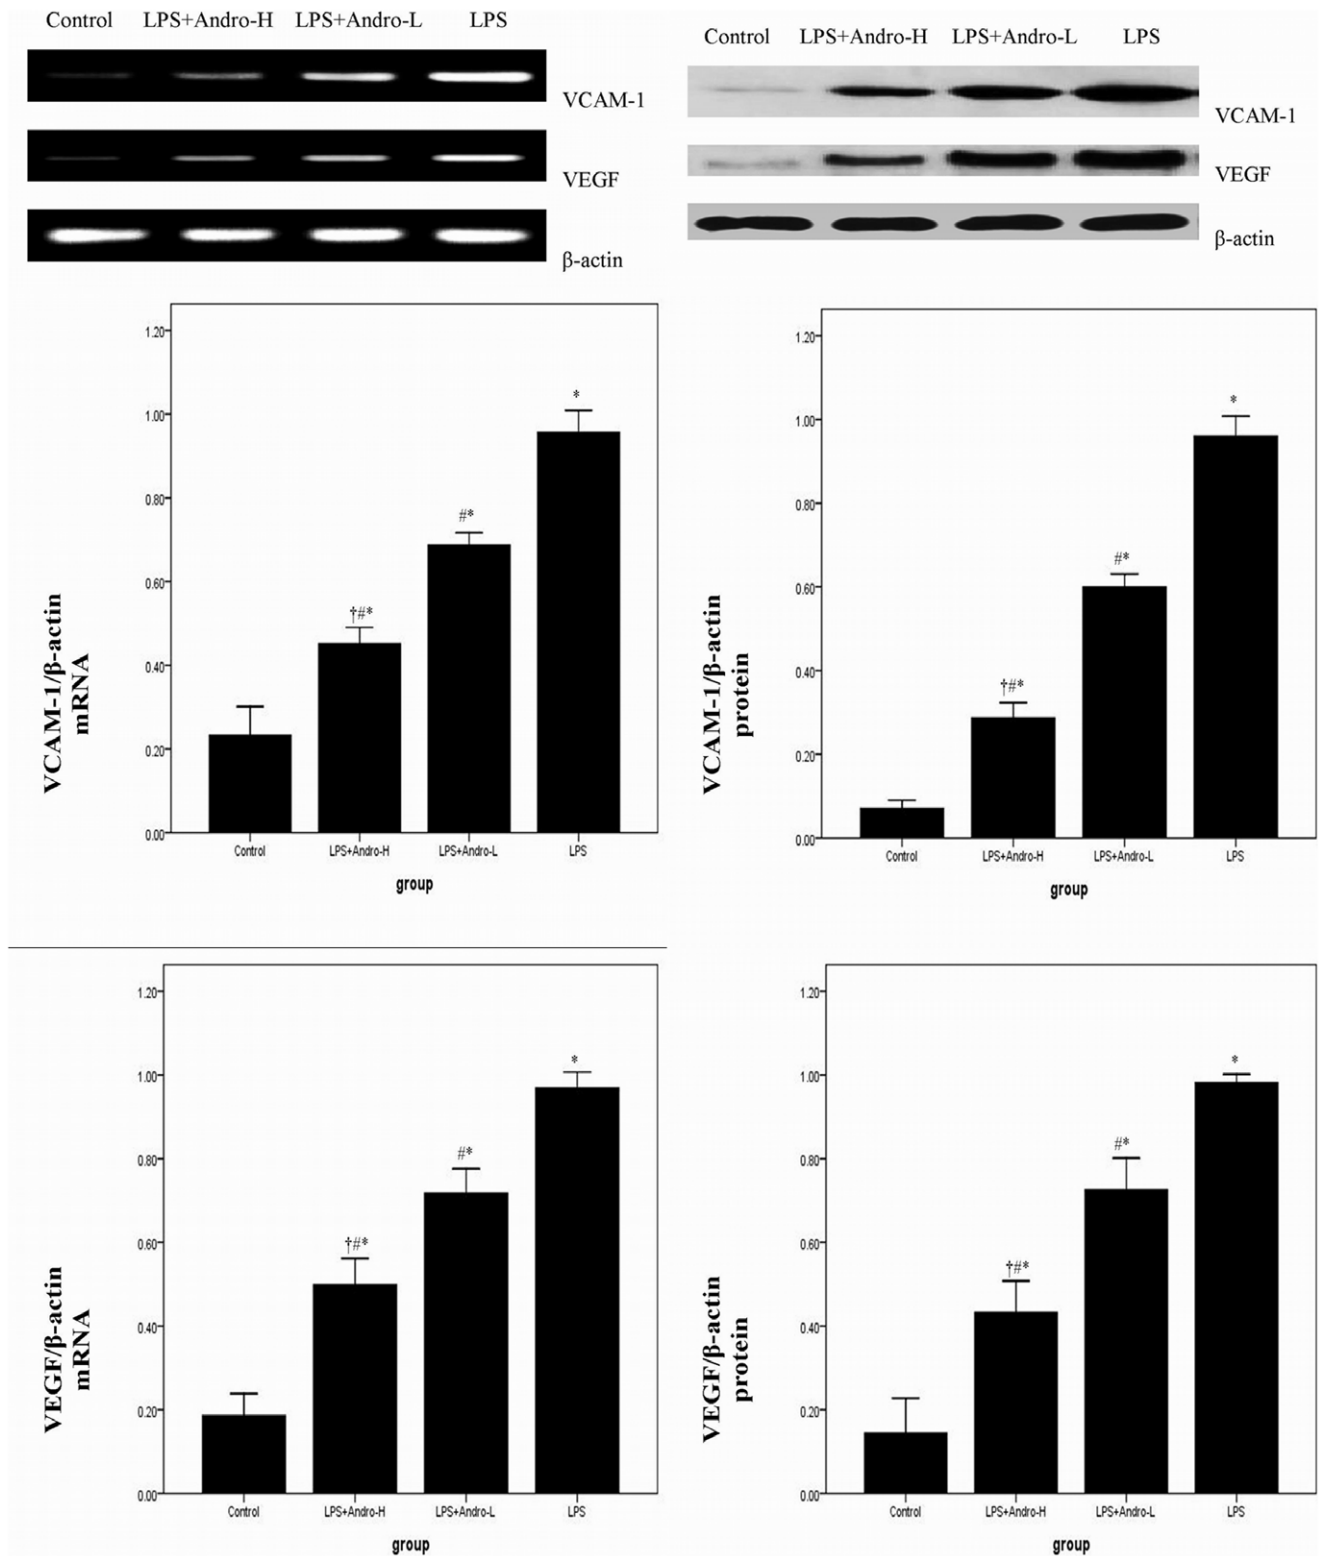 Control LPS+Andro-H LPS+Andro-L LPS
VCAM-1
VEGF
β-actin
Control LPS+Andro-H LPS+Andro-L LPS
VCAM-1
VEGF
β-actin
VCAM-1/β-actin
mRNA
1.20
1.00
0.80
0.60
0.40
0.20
0.00
†#*
#*
*
Control LPS+Andro-H LPS+Andro-L LPS
group
VCAM-1/β-actin
protein
1.20
1.00
0.80
0.60
0.40
0.20
0.00
†#*
#*
*
Control LPS+Andro-H LPS+Andro-L LPS
group
VEGF/β-actin
mRNA
1.20
1.00
0.80
0.60
0.40
0.20
0.00
†#*
#*
*
Control LPS+Andro-H LPS+Andro-L LPS
group
VEGF/β-actin
protein
1.20
1.00
0.80
0.60
0.40
0.20
0.00
†#*
#*
*
Control LPS+Andro-H LPS+Andro-L LPS
group